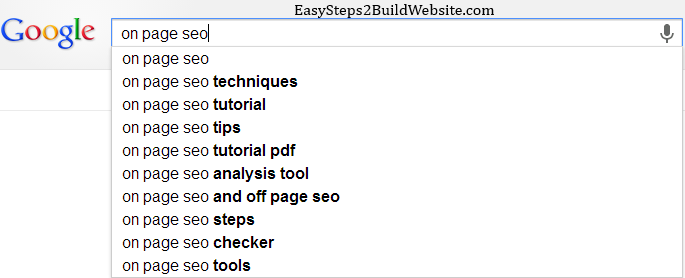 EasySteps2BuildWebsite.com
Google
on page seo
on page seo
on page seo techniques
on page seo tutorial
on page seo tips
on page seo tutorial pdf
on page seo analysis tool
on page seo and off page seo
on page seo steps
on page seo checker
on page seo tools